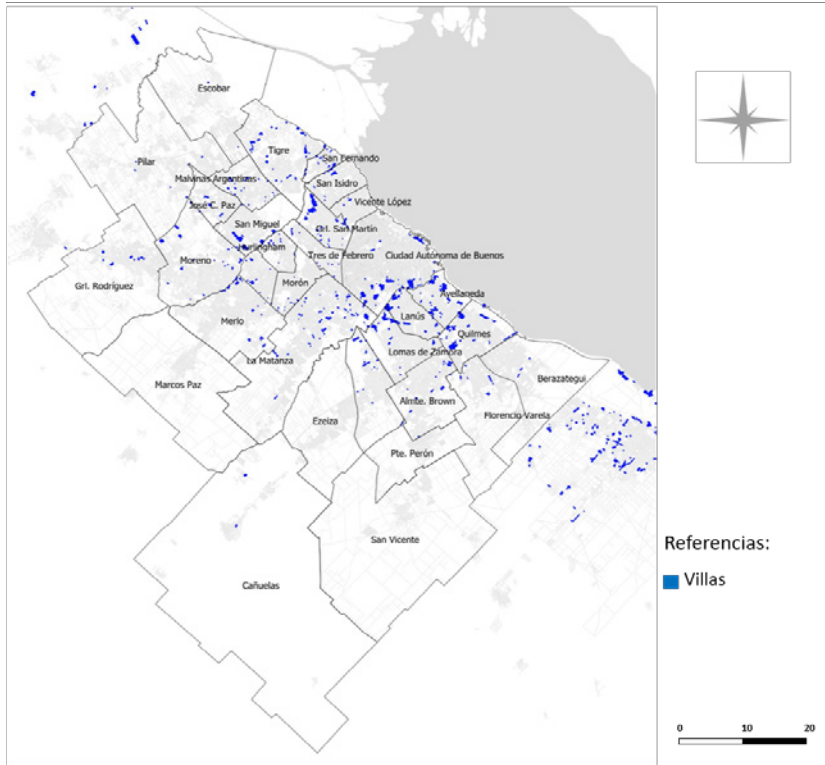 Escobar
Pilar
Tigre
San Fernando
Malvinas Argentinas
San Isidro
José C. Paz
Vicente López
San Miguel
Grl. San Martín
Hurlingham
Tres de Febrero
Ciudad Autónoma de Buenos
Moreno
Grl. Rodríguez
Morón
Avellaneda
Merlo
Lanús
Quilmes
Lomas de Zamora
La Matanza
Marcos Paz
Berazategui
Almte. Brown
Ezeiza
Florencio Varela
Pte. Perón
San Vicente
Cañuelas
Referencias:
Villas
0 10 20